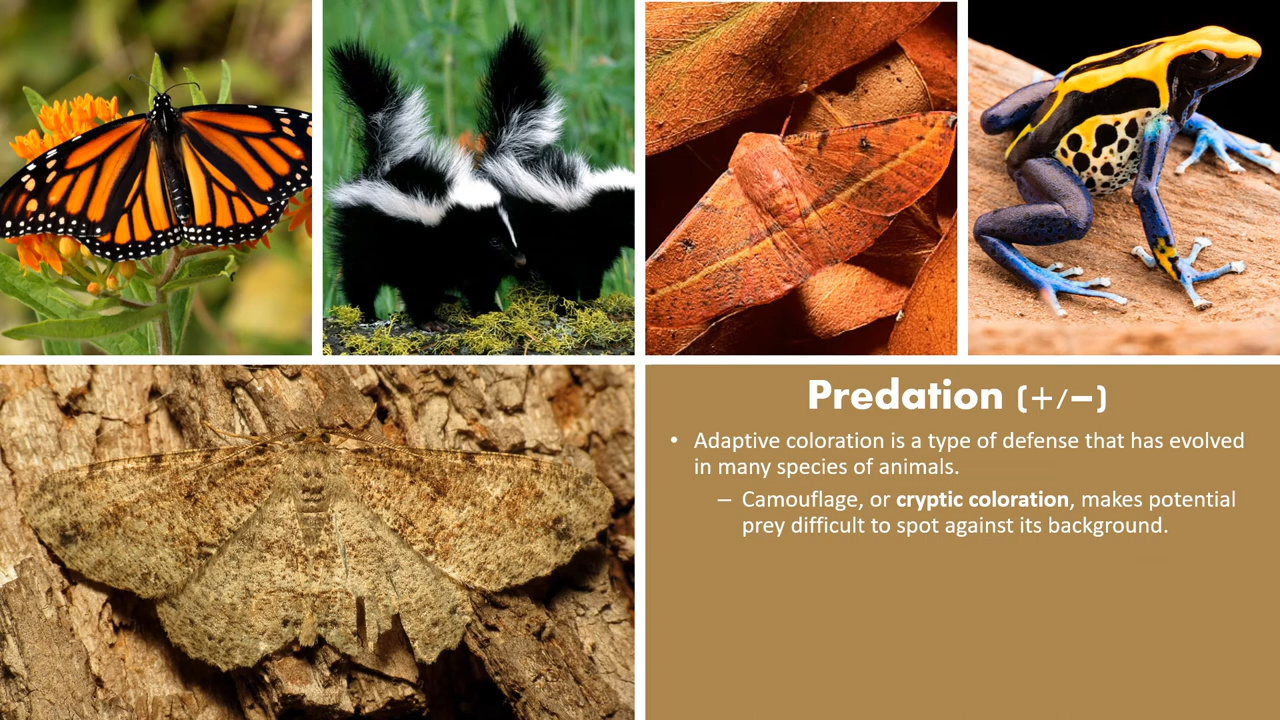 Predation (+/–)
• Adaptive coloration is a type of defense that has evolved
in many species of animals.
– Camouflage, or cryptic coloration, makes potential
prey difficult to spot against its background.